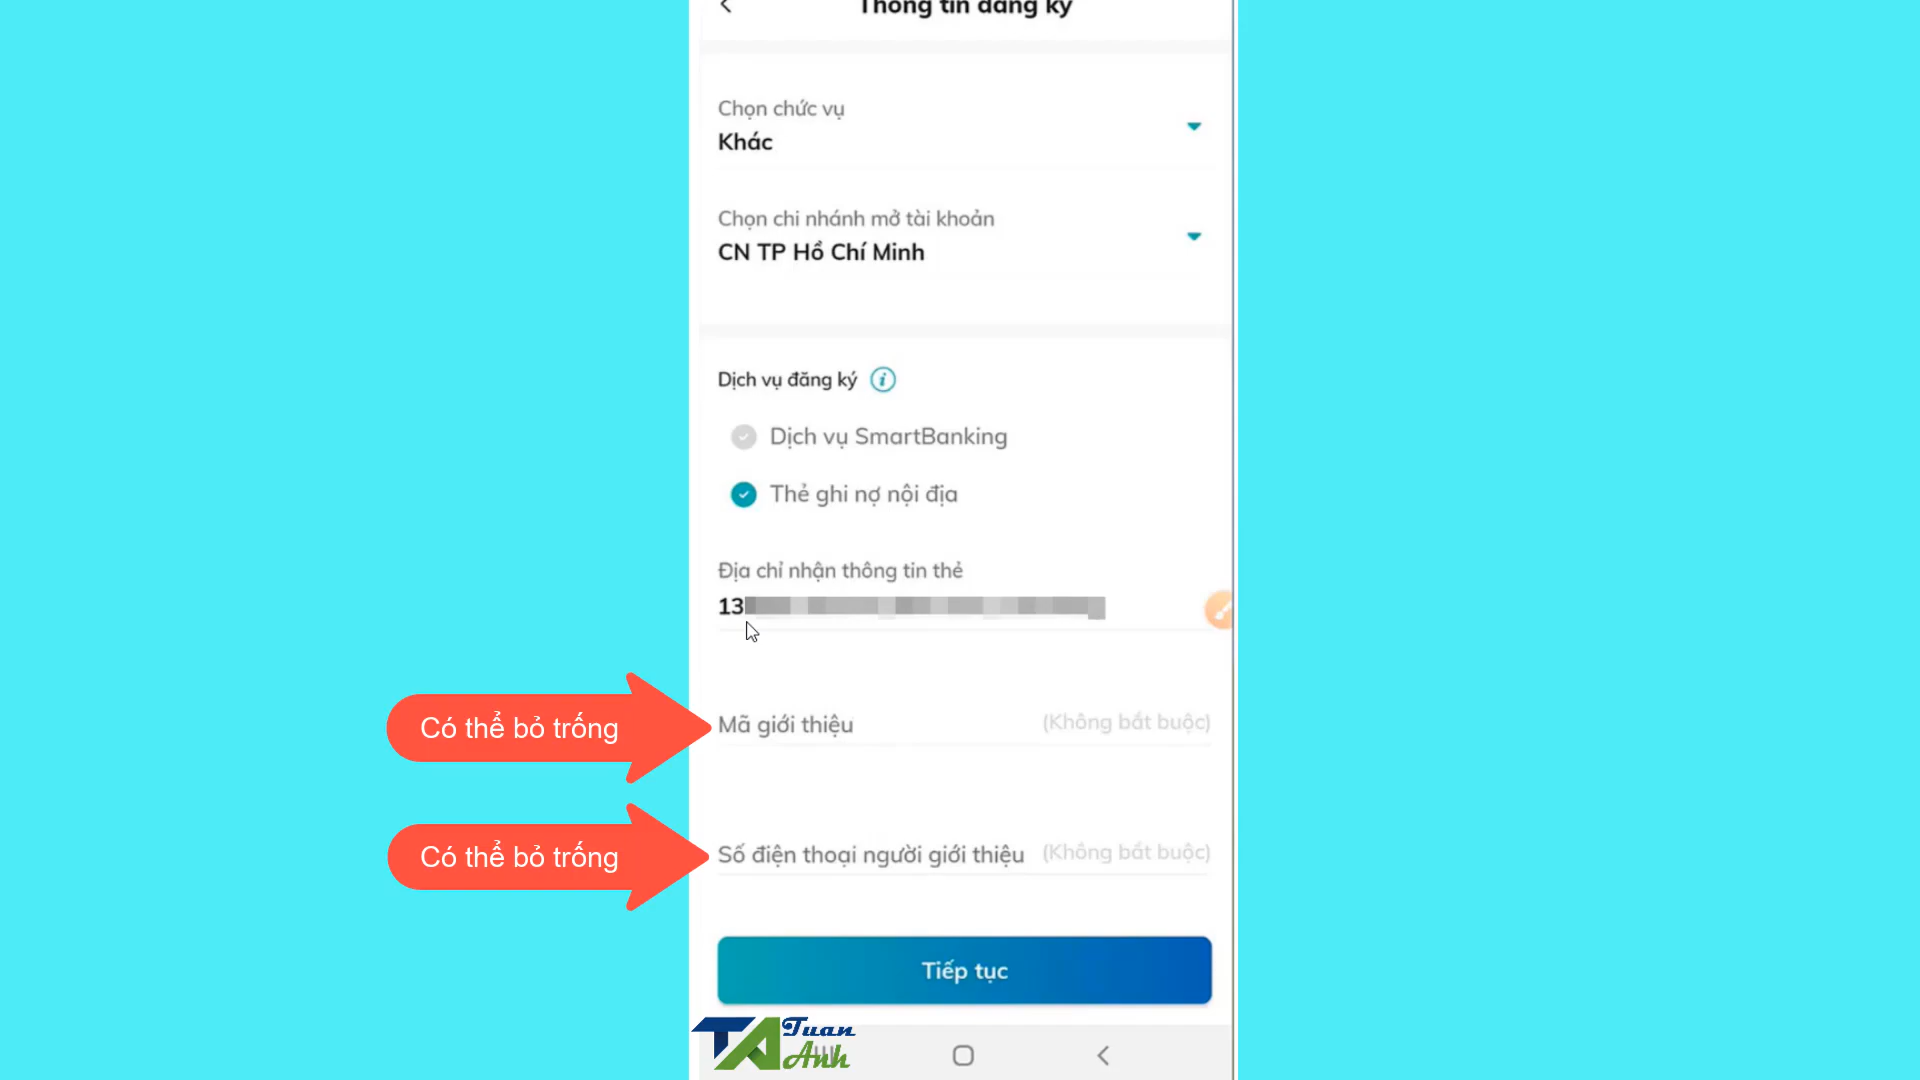 Thông tin đăng ký
Chọn chức vụ
Khác
Chọn chi nhánh mở tài khoản
CN TP Hồ Chí Minh
Dịch vụ đăng ký i
Dịch vụ SmartBanking
Thẻ ghi nợ nội địa
Địa chỉ nhận thông tin thẻ
13
Có thể bỏ trống
Mã giới thiệu (Không bắt buộc)
Có thể bỏ trống
Số điện thoại người giới thiệu (Không bắt buộc)
Tiếp tục
TA Tuan
Anh